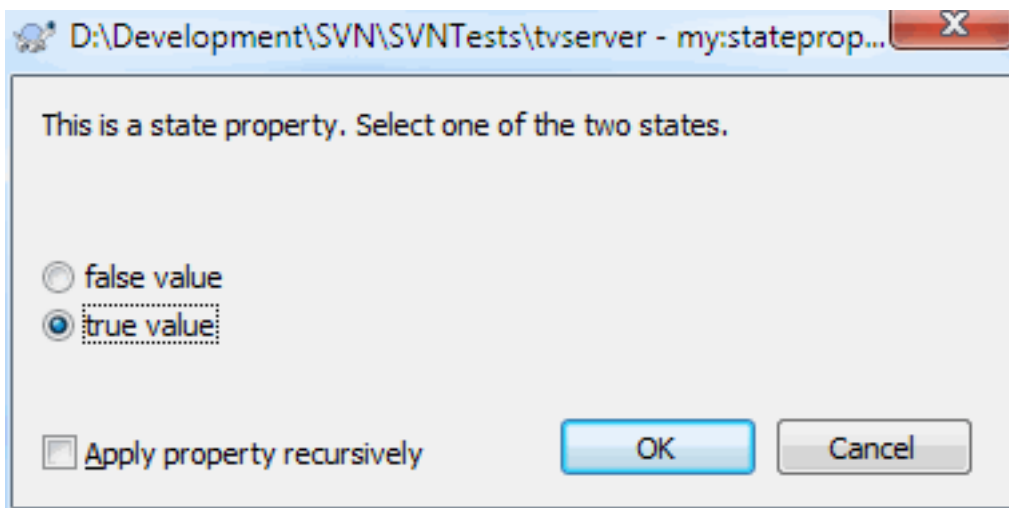 D:\Development\SVN\SVNTests\tvserver - my:stateprop...
This is a state property. Select one of the two states.
false value
true value
Apply property recursively
OK
Cancel